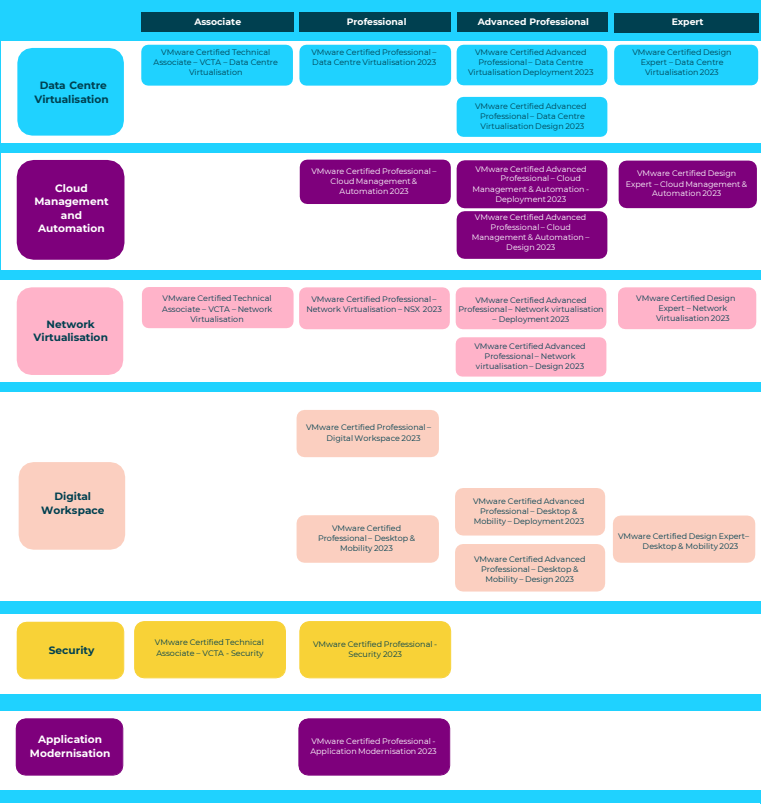 Associate
Professional
Advanced Professional
Expert
Data Centre
Virtualisation
VMware Certified Technical
Associate – VCTA – Data Centre
Virtualisation
VMware Certified Professional –
Data Centre Virtualisation 2023
VMware Certified Advanced
Professional – Data Centre
Virtualisation Deployment 2023
VMware Certified Advanced
Professional – Data Centre
Virtualisation Design 2023
VMware Certified Design
Expert – Data Centre
Virtualisation 2023
Cloud
Management
and
Automation
VMware Certified Professional –
Cloud Management &
Automation 2023
VMware Certified Advanced
Professional – Cloud
Management & Automation -
Deployment 2023
VMware Certified Advanced
Professional – Cloud
Management & Automation –
Design 2023
VMware Certified Design
Expert – Cloud Management &
Automation 2023
Network
Virtualisation
VMware Certified Technical
Associate – VCTA – Network
Virtualisation
VMware Certified Professional –
Network Virtualisation – NSX 2023
VMware Certified Advanced
Professional – Network virtualisation
– Deployment 2023
VMware Certified Advanced
Professional – Network
virtualisation – Design 2023
VMware Certified Design
Expert – Network
Virtualisation 2023
Digital
Workspace
VMware Certified Professional –
Digital Workspace 2023
VMware Certified
Professional – Desktop &
Mobility 2023
VMware Certified Advanced
Professional – Desktop &
Mobility – Deployment 2023
VMware Certified Advanced
Professional – Desktop &
Mobility – Design 2023
VMware Certified Design Expert–
Desktop & Mobility 2023
Security
VMware Certified Technical
Associate – VCTA - Security
VMware Certified Professional -
Security 2023
Application
Modernisation
VMware Certified Professional -
Application Modernisation 2023